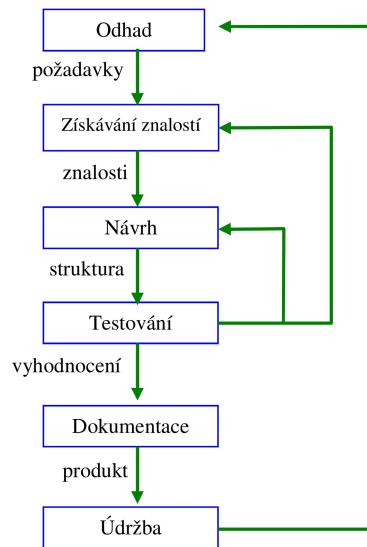 Odhad
požadavky
Získávání znalostí
znalosti
Návrh
struktura
Testování
vyhodnocení
Dokumentace
produkt
Údržba